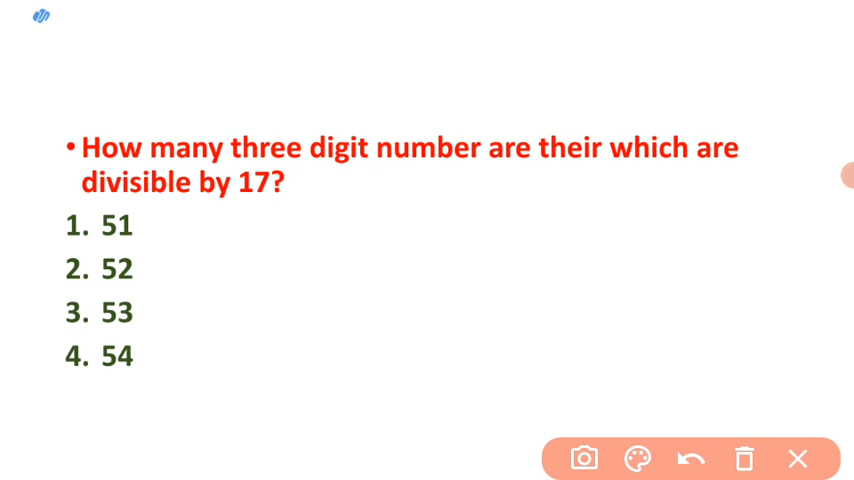 •How many three digit number are their which are
divisible by 17?
1. 51
2. 52
3. 53
4. 54